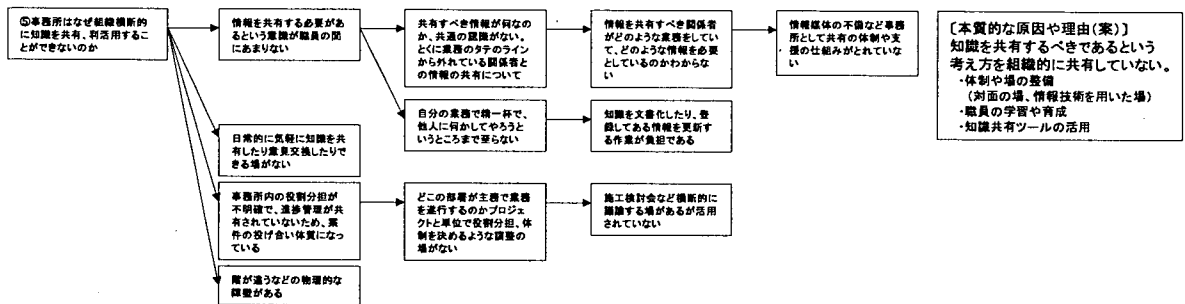 ⑤事務所はなぜ組織横断的
に知識を共有、利活用するこ
とができないのか
情報を共有する必要があ
るという意識が職員の間
にあまりない
共有すべき情報が何なの
か、共通の認識がない。
とくに業務のタテのライン
から外れている関係者と
の情報の共有について
情報を共有すべき関係者
がどのような業務をしてい
て、どのような情報を必要
としているのかわからな
い
情報媒体の不備など事務
所として共有の体制や支
援の仕組みがとれていな
い
自分の業務で精一杯で、
他人に何かしてやろうと
いうところまで至らない
知識を文書化したり、登
録してある情報を更新す
る作業が負担である
日常的に気軽に知識を共
有したり意見交換したりで
きる場がない
事務所内の役割分担が
不明確で、進捗管理が共
有されていないため、案
件の投げ合い体質になっ
ている
どこの部署が主務で業務
を遂行するのかプロジェ
クトと単位で役割分担、体
制を決めるような調整の
場がない
施工検討会など横断的に
議論する場があるが活用
されていない
階が違うなどの物理的な
障壁がある
［本質的な原因や理由(案)］
知識を共有するべきであるという
考え方を組織的に共有していない。
・体制や場の整備
(対面の場、情報技術を用いた場)
・職員の学習や育成
・知識共有ツールの活用